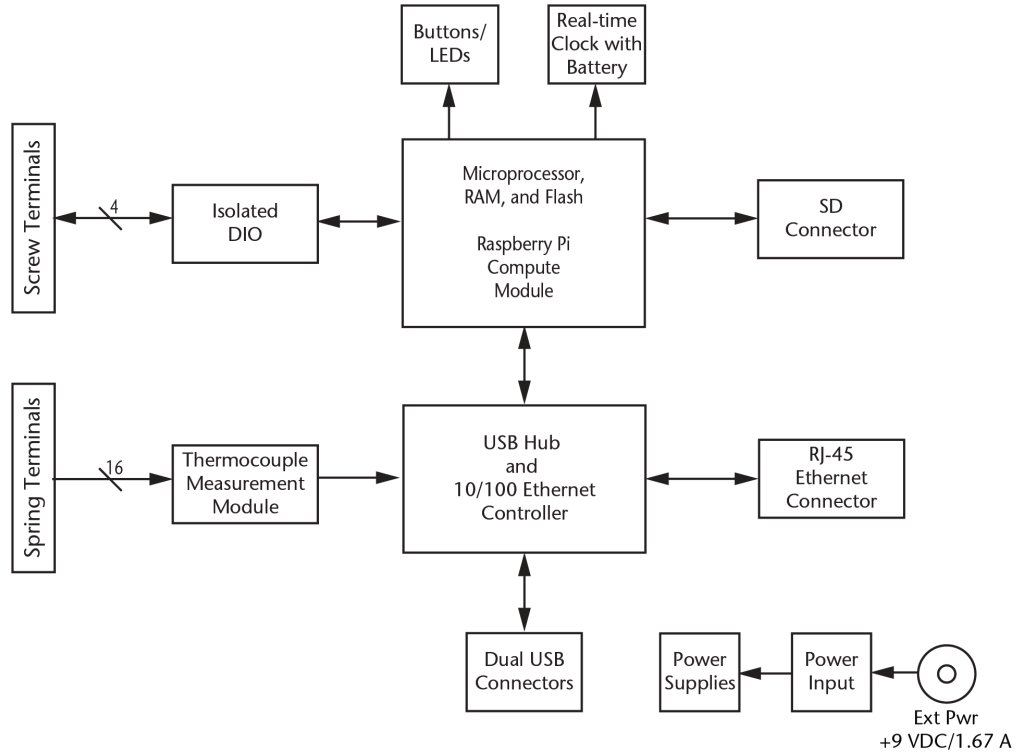 Buttons/
LEDs
Real-time
Clock with
Battery
Screw Terminals
4
Isolated
DIO
Microprocessor,
RAM, and Flash
Raspberry Pi
Compute
Module
SD
Connector
Spring Terminals
16
Thermocouple
Measurement
Module
USB Hub
and
10/100 Ethernet
Controller
RJ-45
Ethernet
Connector
Dual USB
Connectors
Power
Supplies
Power
Input
Ext Pwr
+9 VDC/1.67 A